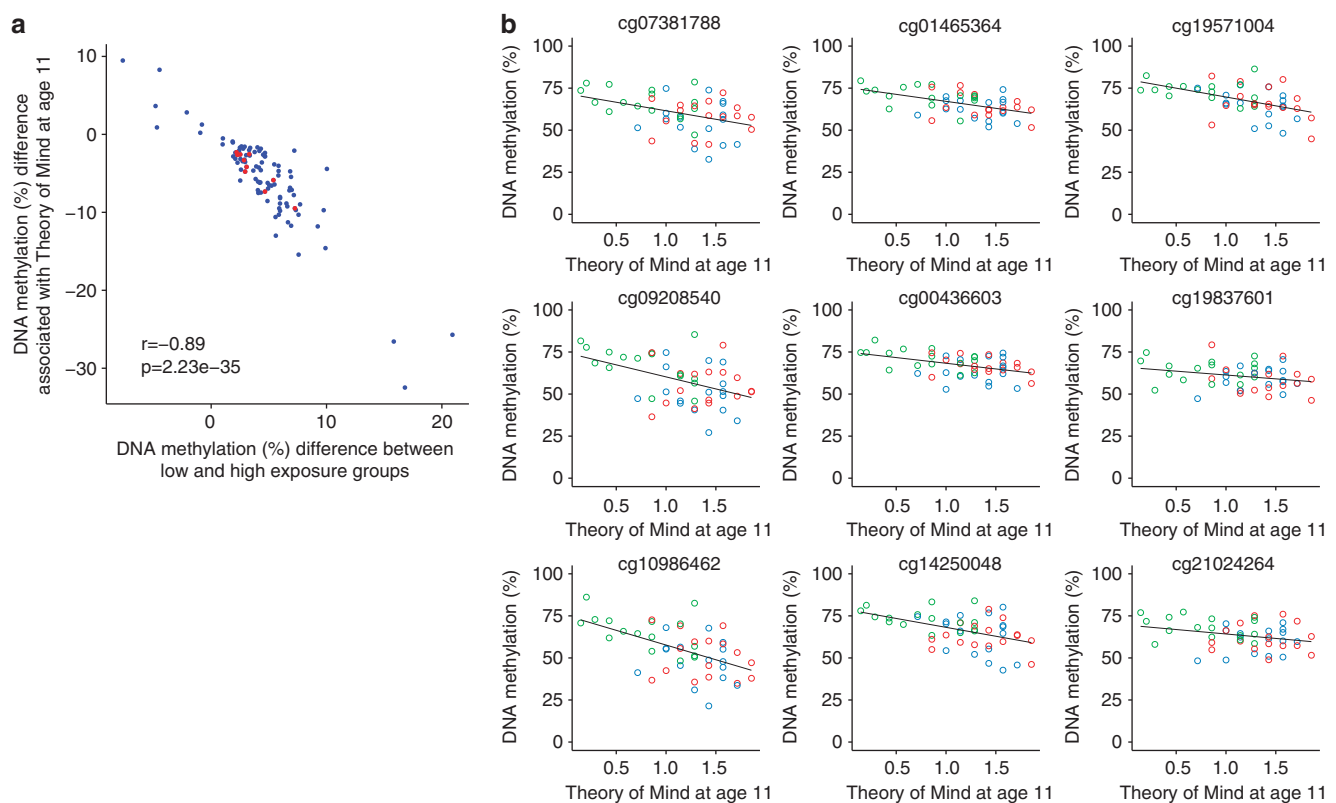 a
DNA methylation (%) difference
associated with Theory of Mind at age 11
10
0
−10
−20
−30
r=−0.89
p=2.23e−35
0
10
20
DNA methylation (%) difference between
low and high exposure groups
b
cg07381788
DNA methylation (%)
100
75
50
25
0
0.5
1.0
1.5
Theory of Mind at age 11
cg01465364
DNA methylation (%)
100
75
50
25
0
0.5
1.0
1.5
Theory of Mind at age 11
cg19571004
DNA methylation (%)
100
75
50
25
0
0.5
1.0
1.5
Theory of Mind at age 11
cg09208540
DNA methylation (%)
100
75
50
25
0
0.5
1.0
1.5
Theory of Mind at age 11
cg00436603
DNA methylation (%)
100
75
50
25
0
0.5
1.0
1.5
Theory of Mind at age 11
cg19837601
DNA methylation (%)
100
75
50
25
0
0.5
1.0
1.5
Theory of Mind at age 11
cg10986462
DNA methylation (%)
100
75
50
25
0
0.5
1.0
1.5
Theory of Mind at age 11
cg14250048
DNA methylation (%)
100
75
50
25
0
0.5
1.0
1.5
Theory of Mind at age 11
cg21024264
DNA methylation (%)
100
75
50
25
0
0.5
1.0
1.5
Theory of Mind at age 11